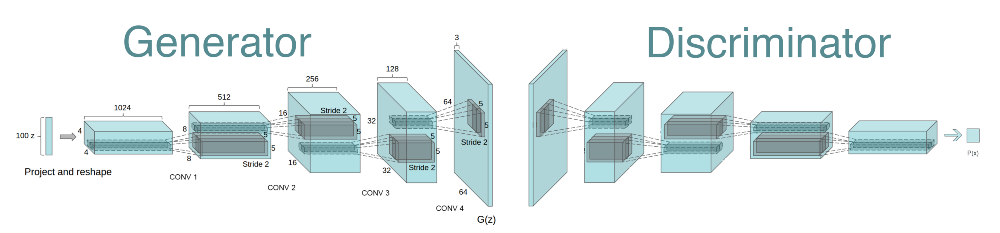 Generator
Discriminator
100 z
Project and reshape
1024
4
4
512
8
8
5
5
Stride 2
CONV 1
256
16
16
Stride 2
5
5
CONV 2
128
32
32
5
5
Stride 2
CONV 3
3
64
64
5
5
Stride 2
CONV 4
G(z)
P(x)